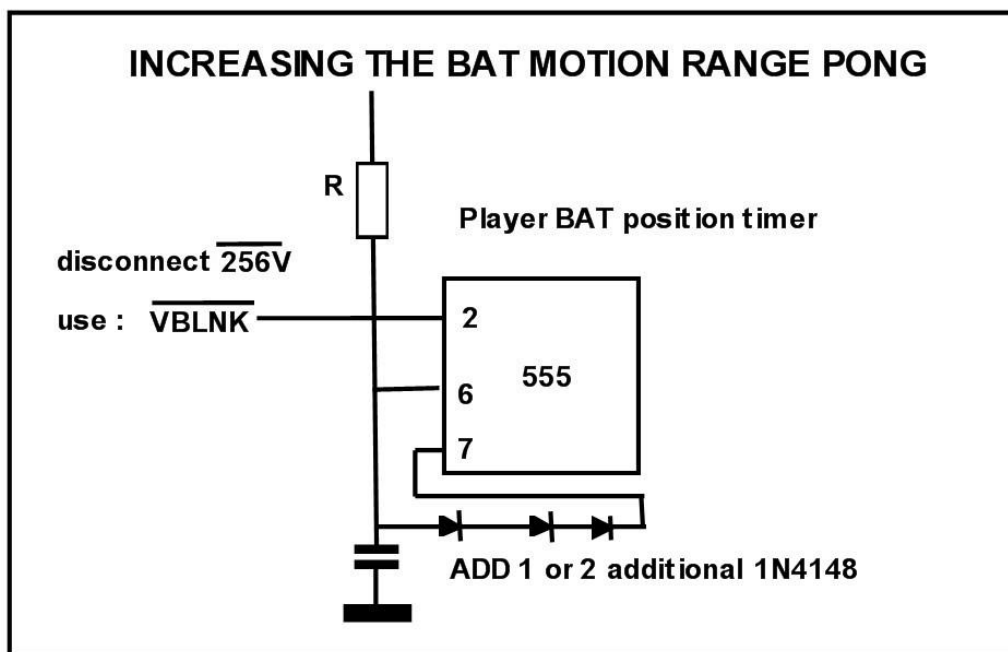 INCREASING THE BAT MOTION RANGE PONG
R
Player BAT position timer
disconnect 256V
use : VBLNK
2
555
6
7
ADD 1 or 2 additional 1N4148